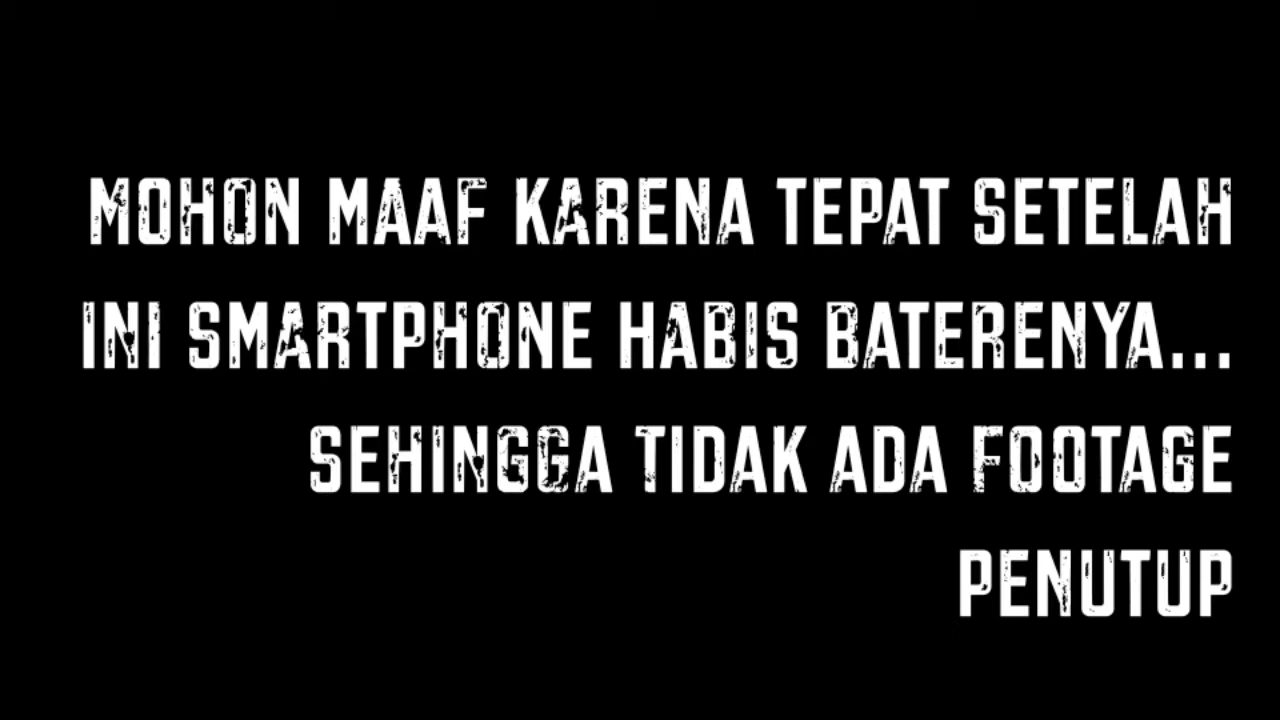 MOHON MAAF KARENA TEPAT SETELAH
INI SMARTPHONE HABIS BATERENYA...
SEHINGGA TIDAK ADA FOOTAGE
PENUTUP